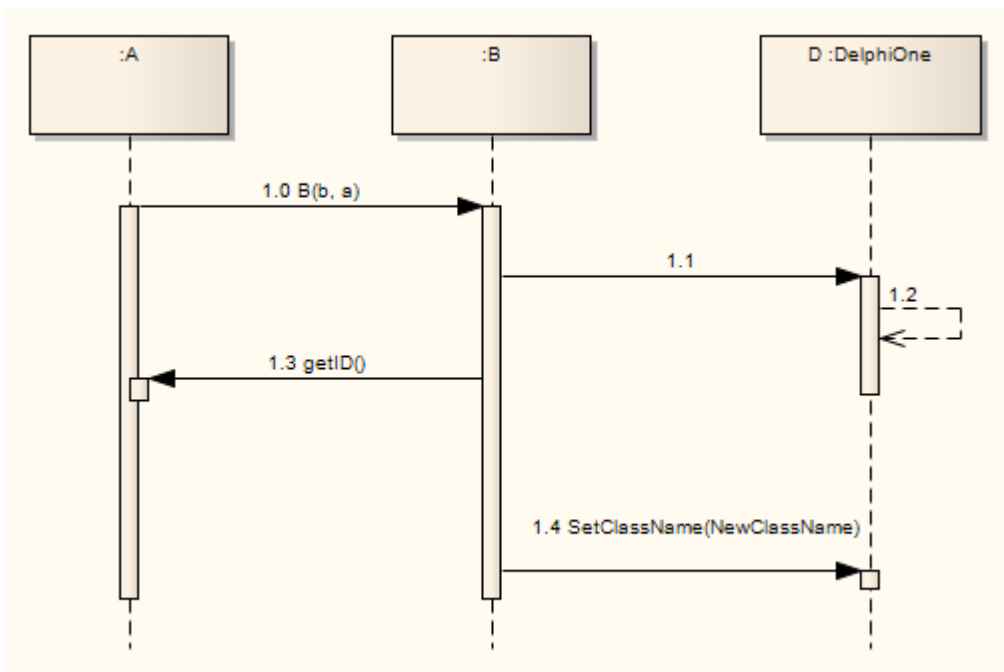 :A
:B
D :DelphiOne
1.0 B(b, a)
1.1
1.2
1.3 getID()
1.4 SetClassName(NewClassName)